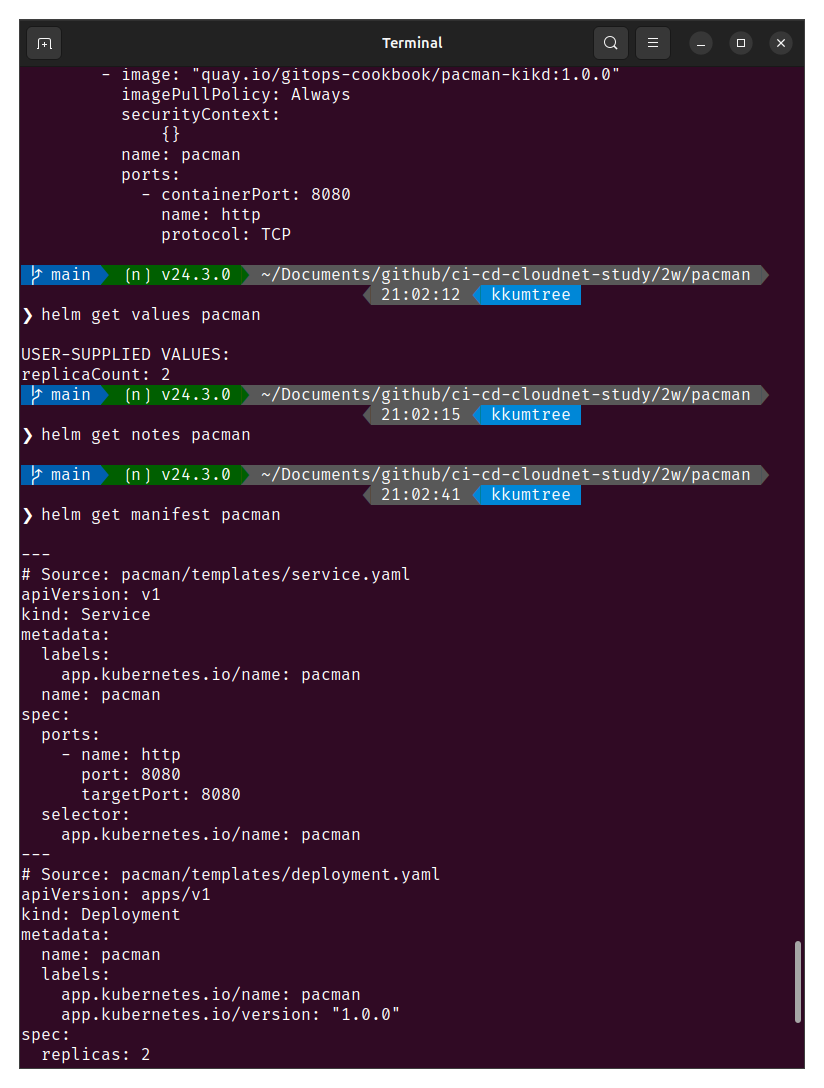 Terminal
        - image: "quay.io/gitops-cookbook/pacman-kikd:1.0.0"
          imagePullPolicy: Always
          securityContext:
              {}
          name: pacman
          ports:
            - containerPort: 8080
              name: http
              protocol: TCP

main (n) v24.3.0 ~/Documents/github/ci-cd-cloudnet-study/2w/pacman
21:02:12 kkumtree
❯ helm get values pacman

USER-SUPPLIED VALUES:
replicaCount: 2
main (n) v24.3.0 ~/Documents/github/ci-cd-cloudnet-study/2w/pacman
21:02:15 kkumtree
❯ helm get notes pacman

main (n) v24.3.0 ~/Documents/github/ci-cd-cloudnet-study/2w/pacman
21:02:41 kkumtree
❯ helm get manifest pacman

---
# Source: pacman/templates/service.yaml
apiVersion: v1
kind: Service
metadata:
  labels:
    app.kubernetes.io/name: pacman
  name: pacman
spec:
  ports:
    - name: http
      port: 8080
      targetPort: 8080
  selector:
    app.kubernetes.io/name: pacman
---
# Source: pacman/templates/deployment.yaml
apiVersion: apps/v1
kind: Deployment
metadata:
  name: pacman
  labels:
    app.kubernetes.io/name: pacman
    app.kubernetes.io/version: "1.0.0"
spec:
  replicas: 2